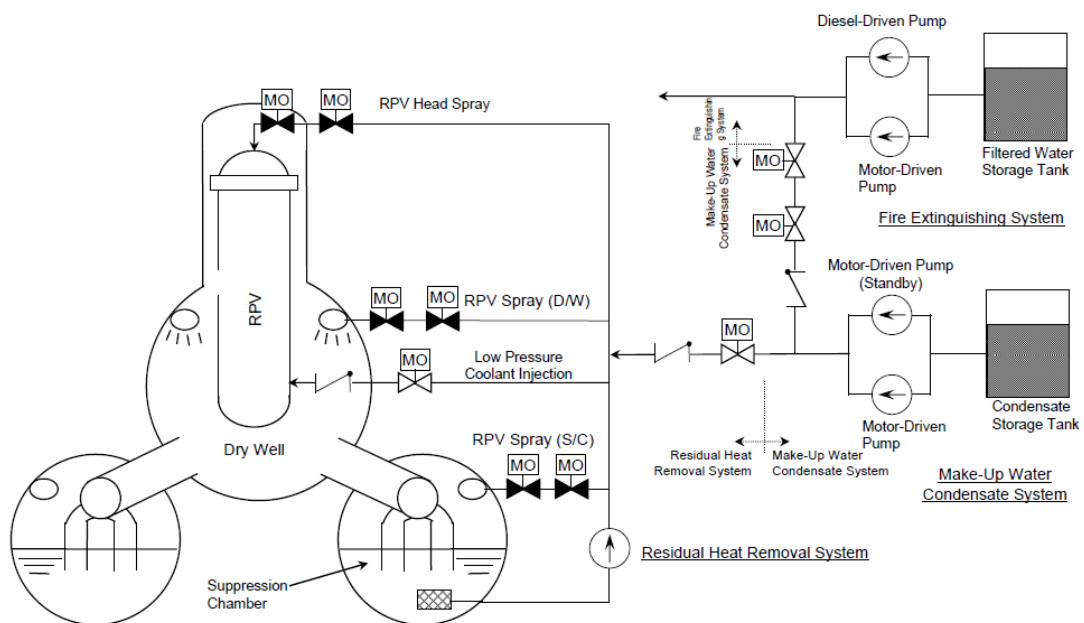 Diesel-Driven Pump
MO
MO
RPV Head Spray
Fire
Extinguishin
g System
Make-Up Water
Condensate System
MO
Motor-Driven
Pump
Filtered Water
Storage Tank
Fire Extinguishing System
MO
RPV
Motor-Driven Pump
(Standby)
MO
MO
RPV Spray (D/W)
MO
MO
Low Pressure
Coolant Injection
Motor-Driven
Pump
Condensate
Storage Tank
Dry Well
RPV Spray (S/C)
MO
MO
Residual Heat
Removal System
Make-Up Water
Condensate System
Make-Up Water
Condensate System
Residual Heat Removal System
Suppression
Chamber